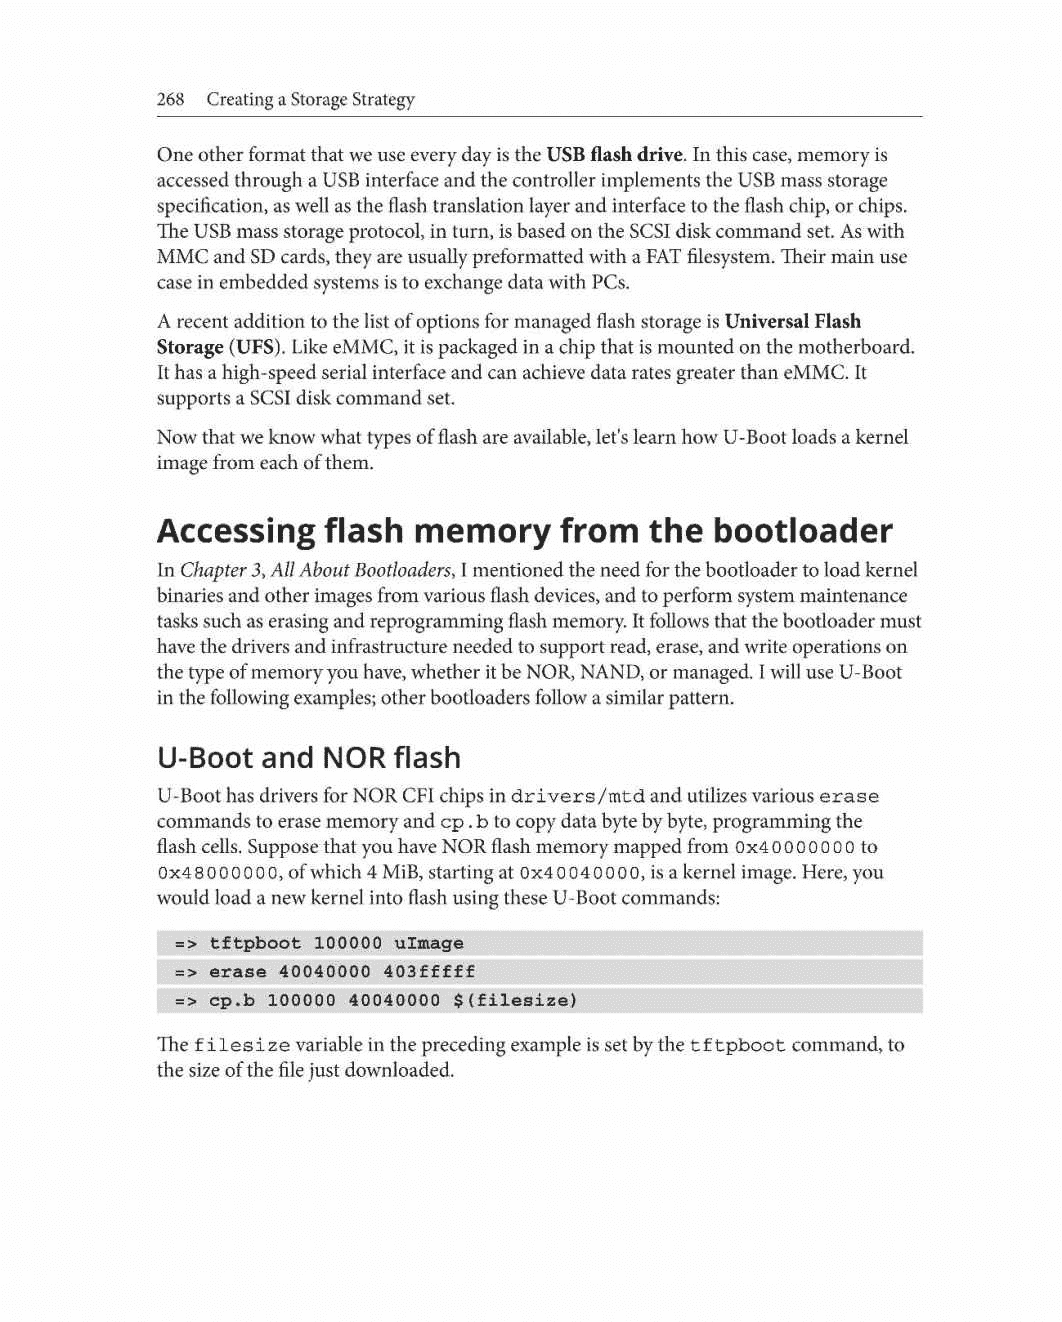 268 Creating a Storage Strategy
One other format that we use every day is the USB flash drive. In this case, memory is
accessed through a USB interface and the controller implements the USB mass storage
specification, as well as the flash translation layer and interface to the flash chip, or chips.
The USB mass storage protocol, in turn, is based on the SCSI disk command set. As with
MMC and SD cards, they are usually preformatted with a FAT filesystem. Their main use
case in embedded systems is to exchange data with PCs.
A recent addition to the list of options for managed flash storage is Universal Flash
Storage (UFS). Like eMMC, it is packaged in a chip that is mounted on the motherboard.
It has a high-speed serial interface and can achieve data rates greater than eMMC. It
supports a SCSI disk command set.
Now that we know what types of flash are available, let's learn how U-Boot loads a kernel
image from each of them.
Accessing flash memory from the bootloader
In Chapter 3, All About Bootloaders, I mentioned the need for the bootloader to load kernel
binaries and other images from various flash devices, and to perform system maintenance
tasks such as erasing and reprogramming flash memory. It follows that the bootloader must
have the drivers and infrastructure needed to support read, erase, and write operations on
the type of memory you have, whether it be NOR, NAND, or managed. I will use U-Boot
in the following examples; other bootloaders follow a similar pattern.
U-Boot and NOR flash
U-Boot has drivers for NOR CFI chips in drivers/mtd and utilizes various erase
commands to erase memory and cp.b to copy data byte by byte, programming the
flash cells. Suppose that you have NOR flash memory mapped from 0x40000000 to
0x48000000, of which 4 MiB, starting at 0x40040000, is a kernel image. Here, you
would load a new kernel into flash using these U-Boot commands:
=> tftpboot 100000 uImage
=> erase 40040000 403fffff
=> cp.b 100000 40040000 $(filesize)
The filesize variable in the preceding example is set by the tftpboot command, to
the size of the file just downloaded.